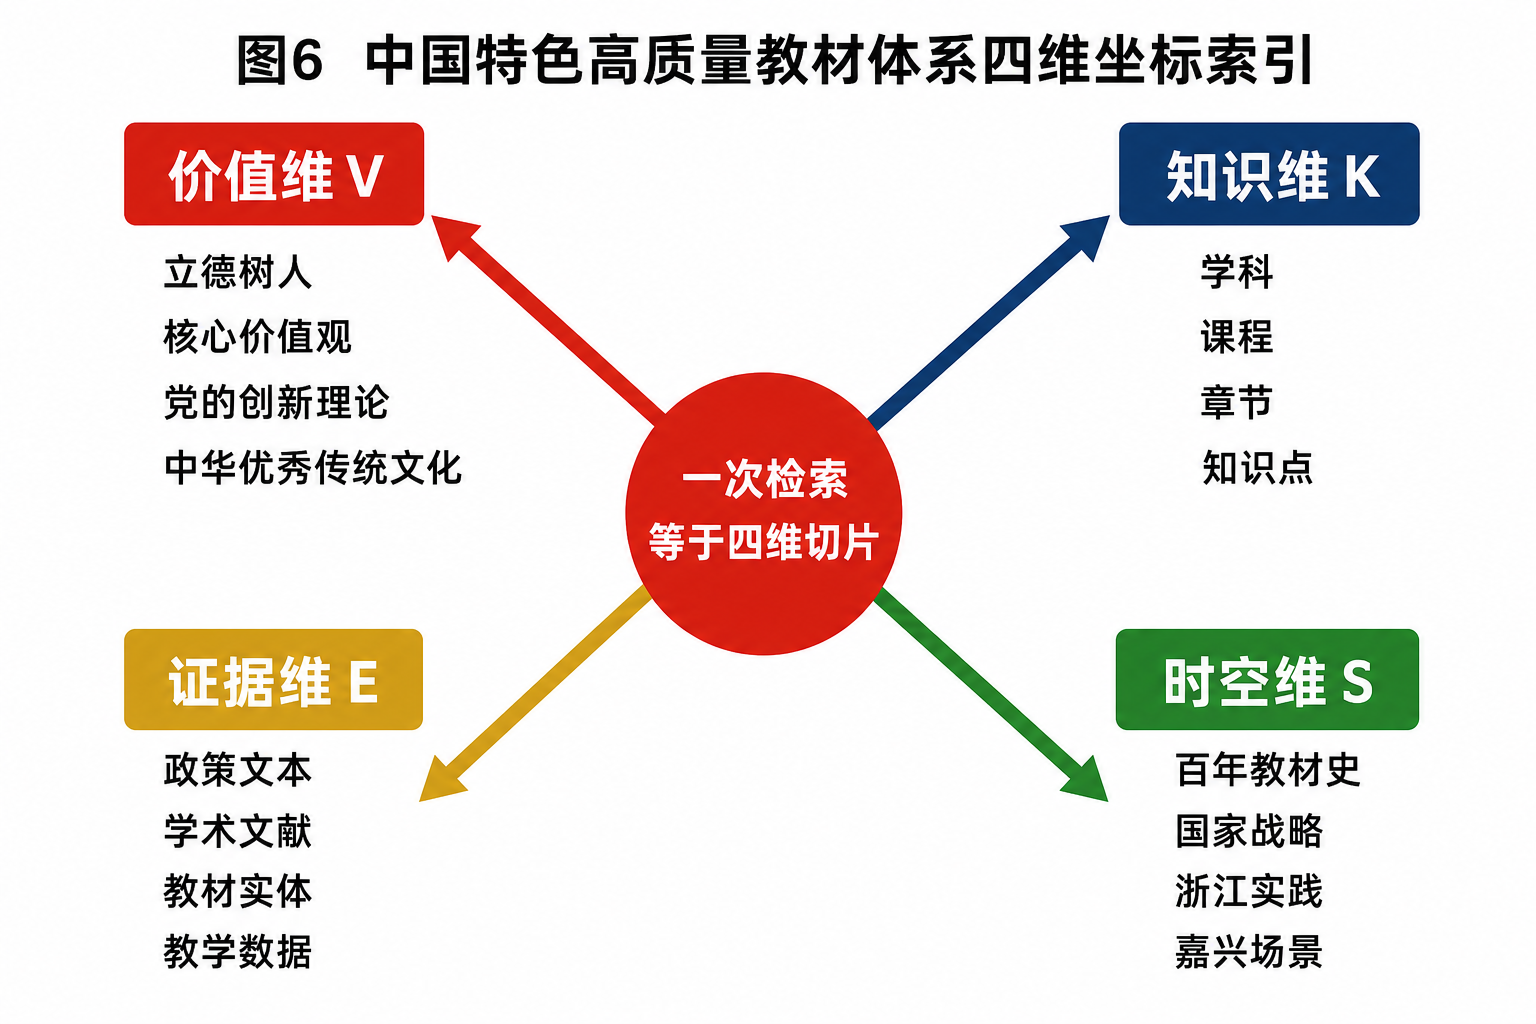 图6 中国特色高质量教材体系四维坐标索引
价值维 V
立德树人
核心价值观
党的创新理论
中华优秀传统文化
知识维 K
学科
课程
章节
知识点
一次检索
等于四维切片
证据维 E
政策文本
学术文献
教材实体
教学数据
时空维 S
百年教材史
国家战略
浙江实践
嘉兴场景